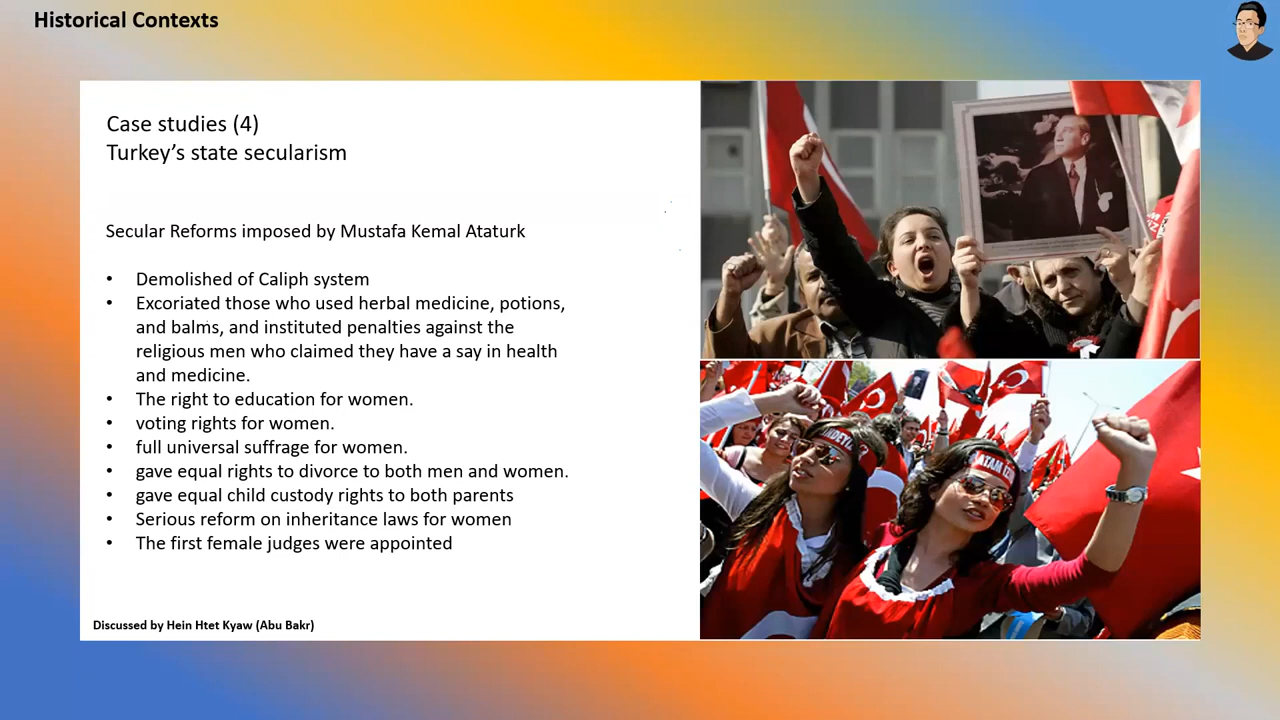 Historical Contexts
Case studies (4)
Turkey's state secularism
Secular Reforms imposed by Mustafa Kemal Ataturk
• Demolished of Caliph system
• Excoriated those who used herbal medicine, potions,
and balms, and instituted penalties against the
religious men who claimed they have a say in health
and medicine.
• The right to education for women.
• voting rights for women.
• full universal suffrage for women.
• gave equal rights to divorce to both men and women.
• gave equal child custody rights to both parents
• Serious reform on inheritance laws for women
• The first female judges were appointed
Discussed by Hein Htet Kyaw (Abu Bakr)